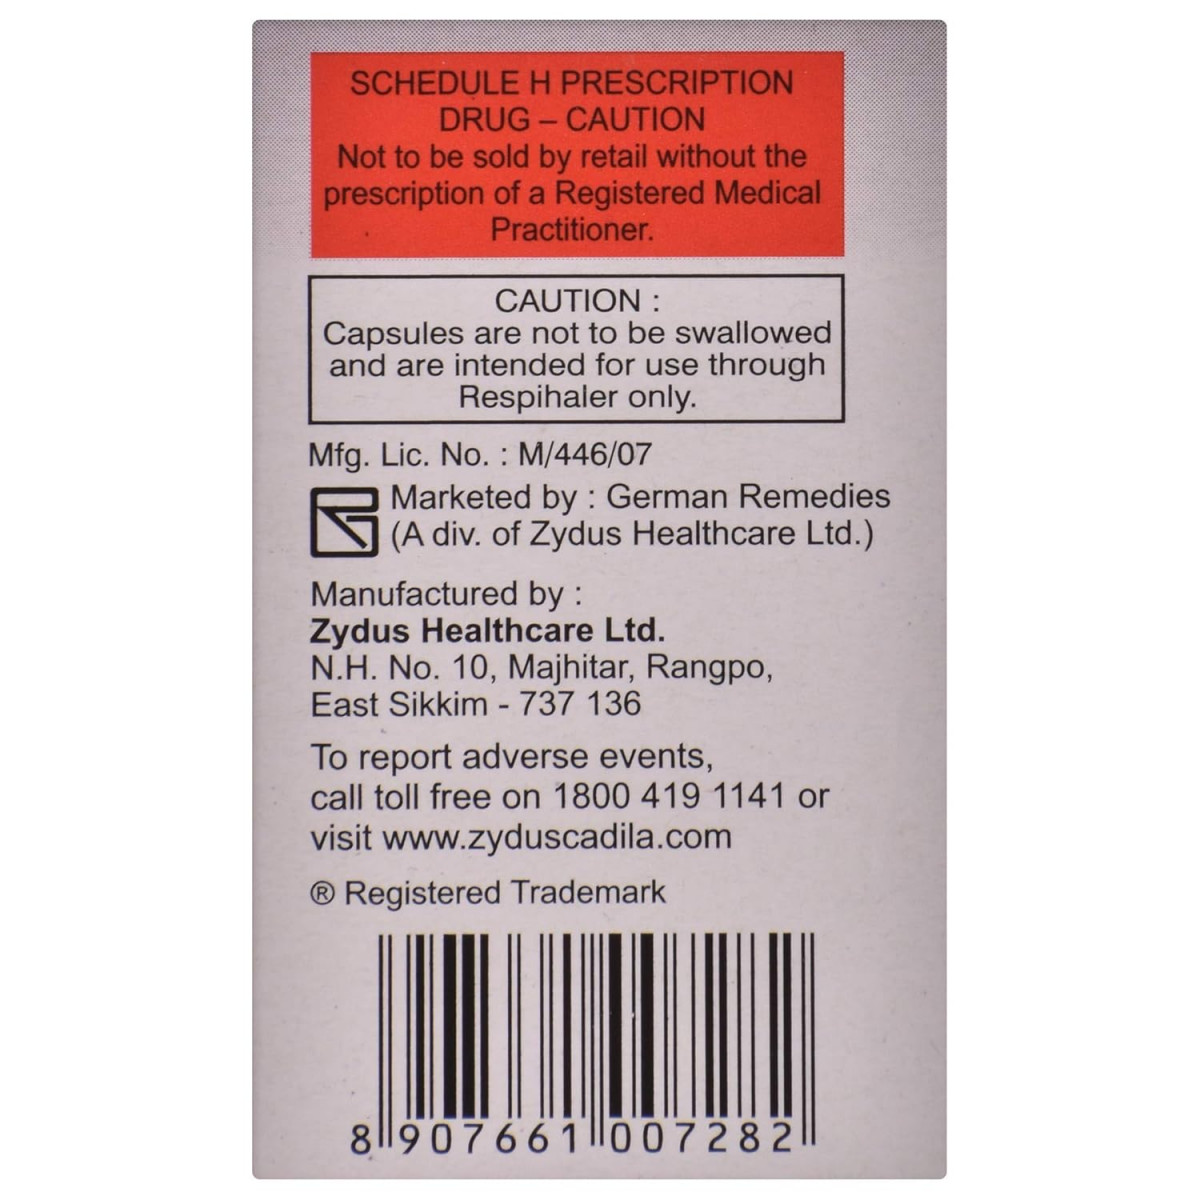 SCHEDULE H PRESCRIPTION
DRUG – CAUTION
Not to be sold by retail without the
prescription of a Registered Medical
Practitioner.
CAUTION :
Capsules are not to be swallowed
and are intended for use through
Respihaler only.
Mfg. Lic. No. : M/446/07
Marketed by : German Remedies
(A div. of Zydus Healthcare Ltd.)
Manufactured by :
Zydus Healthcare Ltd.
N.H. No. 10, Majhitar, Rangpo,
East Sikkim - 737 136
To report adverse events,
call toll free on 1800 419 1141 or
visit www.zyduscadila.com
® Registered Trademark
8 907661 007282